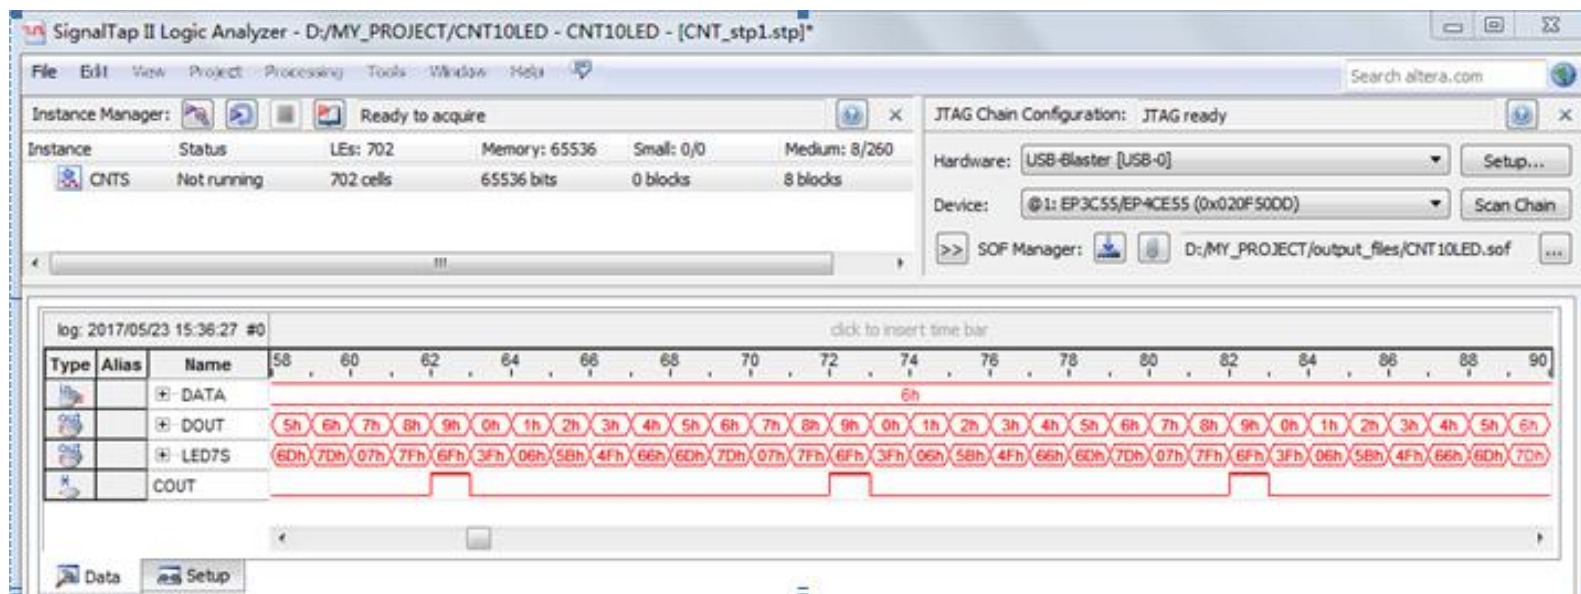 SignalTap II Logic Analyzer - D:/MY_PROJECT/CNT10LED - CNT10LED - [CNT_stp1.stp]*
File Edit View Project Processing Tools Window Help
Search altera.com
Instance Manager: Ready to acquire
JTAG Chain Configuration: JTAG ready
Instance Status LEs: 702 Memory: 65536 Small: 0/0 Medium: 8/260
CNTS Not running 702 cells 65536 bits 0 blocks 8 blocks
Hardware: USB-Blaster [USB-0] Setup...
Device: @1: EP3C55/EP4CE55 (0x020F50DD) Scan Chain
>> SOF Manager: D:/MY_PROJECT/output_files/CNT10LED.sof ...
log: 2017/05/23 15:36:27 #0 click to insert time bar
Type Alias Name 58 60 62 64 66 68 70 72 74 76 78 80 82 84 86 88 90
DATA 6h
DOUT 5h 6h 7h 8h 9h 0h 1h 2h 3h 4h 5h 6h 7h 8h 9h 0h 1h 2h 3h 4h 5h 6h 7h 8h 9h 0h 1h 2h 3h 4h 5h 6h
LED7S 6Dh 7Dh 07h 7Fh 6Fh 3Fh 06h 5Bh 4Fh 66h 6Dh 7Dh 07h 7Fh 6Fh 3Fh 06h 5Bh 4Fh 66h 6Dh 7Dh 07h 7Fh 6Fh 3Fh 06h 5Bh 4Fh 66h 6Dh 7Dh
COUT
Data Setup